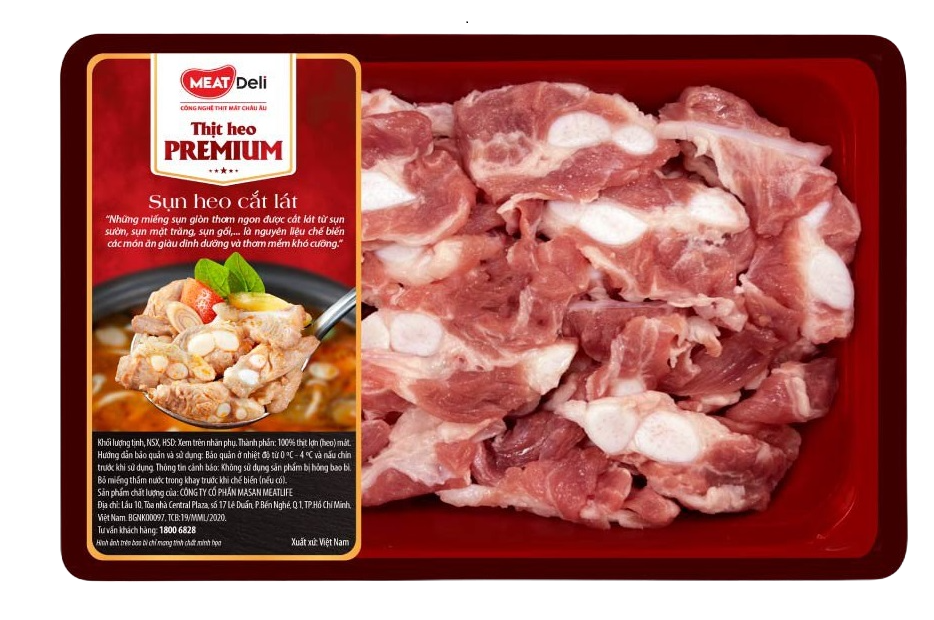 MEAT Deli
CÔNG NGHỆ THỊT MÁT CHÂU ÂU
Thịt heo
PREMIUM
Sụn heo cắt lát
"Những miếng sụn giòn thơm ngon được cắt lát từ sụn
sườn, sụn mặt trăng, sụn gối,... là nguyên liệu chế biến
các món ăn giàu dinh dưỡng và thơm mềm khó cưỡng."
Khối lượng tịnh, NSX, HSD: Xem trên nhãn phụ. Thành phần: 100% thịt lợn (heo) mát.
Hướng dẫn bảo quản và sử dụng: Bảo quản ở nhiệt độ từ 0 ºC - 4 ºC và nấu chín
trước khi sử dụng. Thông tin cảnh báo: Không sử dụng sản phẩm bị hỏng bao bì.
Bỏ miếng thấm nước trong khay trước khi chế biến (nếu có).
Sản phẩm chất lượng của: CÔNG TY CỔ PHẦN MASAN MEATLIFE
Địa chỉ: Lầu 10, Tòa nhà Central Plaza, số 17 Lê Duẩn, P.Bến Nghé, Q.1, TP.Hồ Chí Minh,
Việt Nam. BGNK00097. TCB:19/MML/2020.
Tư vấn khách hàng: 1800 6828
Hình ảnh trên bao bì chỉ mang tính chất minh họa
Xuất xứ: Việt Nam